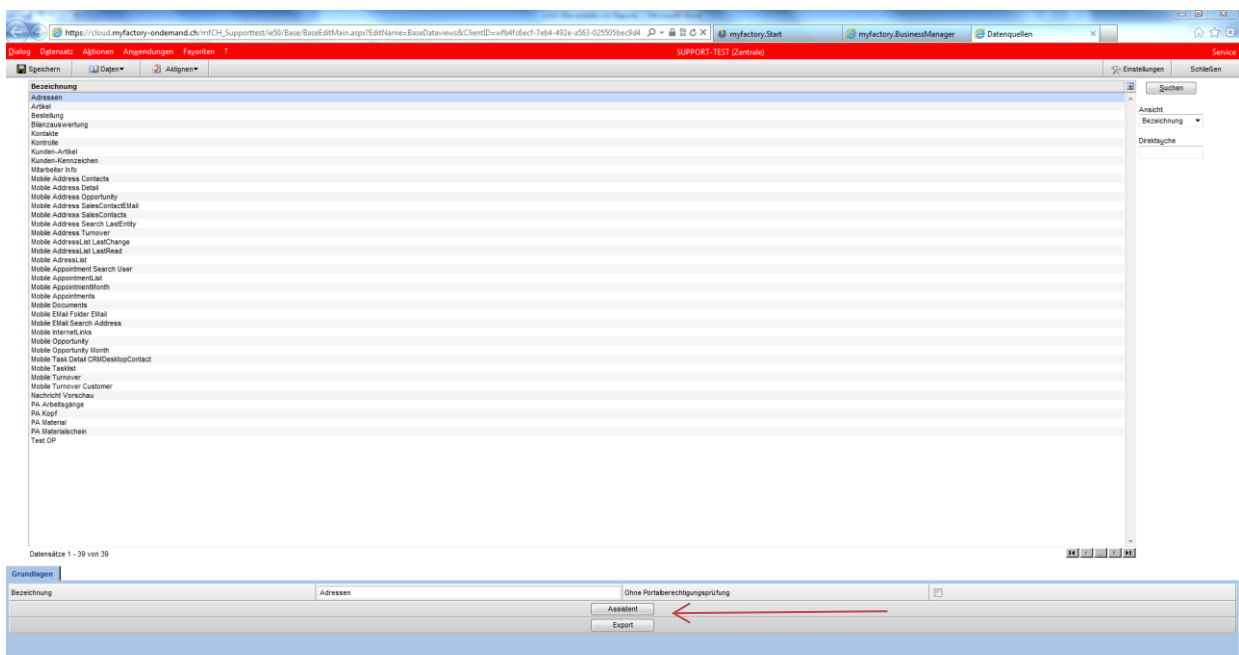 https://cloud.myfactory-ondemand.ch/mfCH_Supporttest/ie50/Base/BaseEditMain.aspx?EditName=BaseDataviews&ClientID=wfb4fc6ecf-7eb4-492e-a563-025505bec9d4 myfactory.Start myfactory.BusinessManager Datenquellen
Dialog Datensatz Aktionen Anwendungen Favoriten ? SUPPORT-TEST (Zentrale) Service
Speichern Daten Aktionen Einstellungen Schließen
Bezeichnung Suchen
Adressen
Artikel
Bestellung
Bilanzauswertung
Kontakte
Kontrolle
Kunden-Artikel
Kunden-Kennzeichen
Mitarbeiter Info
Mobile Address Contacts
Mobile Address Detail
Mobile Address Opportunity
Mobile Address SalesContactEMail
Mobile Address SalesContacts
Mobile Address Search LastEntity
Mobile Address Turnover
Mobile AddressList LastChange
Mobile AddressList LastRead
Mobile AdressList
Mobile Appointment Search User
Mobile AppointmentList
Mobile AppointmentMonth
Mobile Appointments
Mobile Documents
Mobile EMail Folder EMail
Mobile EMail Search Address
Mobile InternetLinks
Mobile Opportunity
Mobile Opportunity Month
Mobile Task Detail CRMDesktopContact
Mobile Tasklist
Mobile Turnover
Mobile Turnover Customer
Nachricht Vorschau
PA Arbeitsgänge
PA Kopf
PA Material
PA Materialschein
Test OP
Ansicht
Bezeichnung
Direktsuche
Datensätze 1 - 39 von 39
Grundlagen
Bezeichnung Adressen Ohne Portalberechtigungsprüfung
Assistent
Export